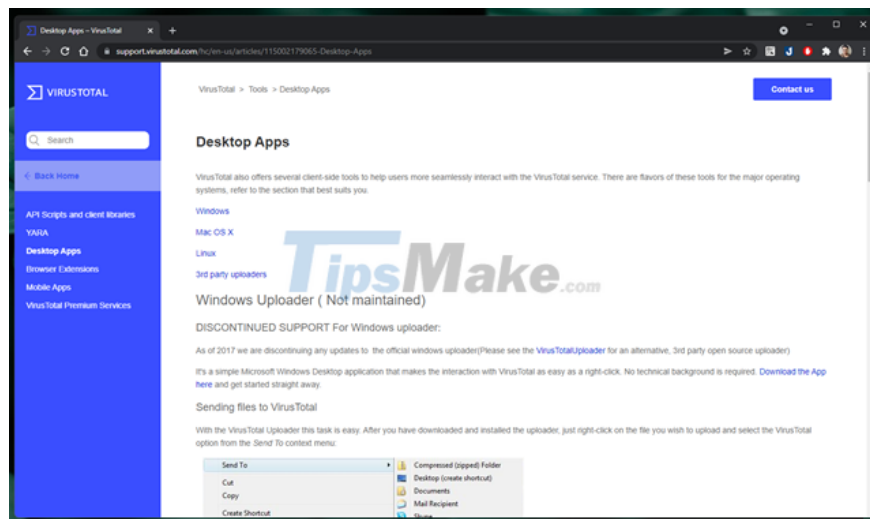 Desktop Apps – VirusTotal
support.virustotal.com/hc/en-us/articles/115002179065-Desktop-Apps
VIRUSTOTAL
VirusTotal > Tools > Desktop Apps
Contact us
Search
Back Home
API Scripts and client libraries
YARA
Desktop Apps
Browser Extensions
Mobile Apps
VirusTotal Premium Services
Desktop Apps
VirusTotal also offers several client-side tools to help users more seamlessly interact with the VirusTotal service. There are flavors of these tools for the major operating
systems, refer to the section that best suits you.
Windows
Mac OS X
Linux
3rd party uploaders
TipsMake.com
Windows Uploader ( Not maintained)
DISCONTINUED SUPPORT For Windows uploader:
As of 2017 we are discontinuing any updates to the official windows uploader(Please see the VirusTotalUploader for an alternative, 3rd party open source uploader)
It's a simple Microsoft Windows Desktop application that makes the interaction with VirusTotal as easy as a right-click. No technical background is required. Download the App
here and get started straight away.
Sending files to VirusTotal
With the VirusTotal Uploader this task is easy. After you have downloaded and installed the uploader, just right-click on the file you wish to upload and select the VirusTotal
option from the Send To context menu:
Send To
Cut
Copy
Create Shortcut
Compressed (zipped) Folder
Desktop (create shortcut)
Documents
Mail Recipient
Skype